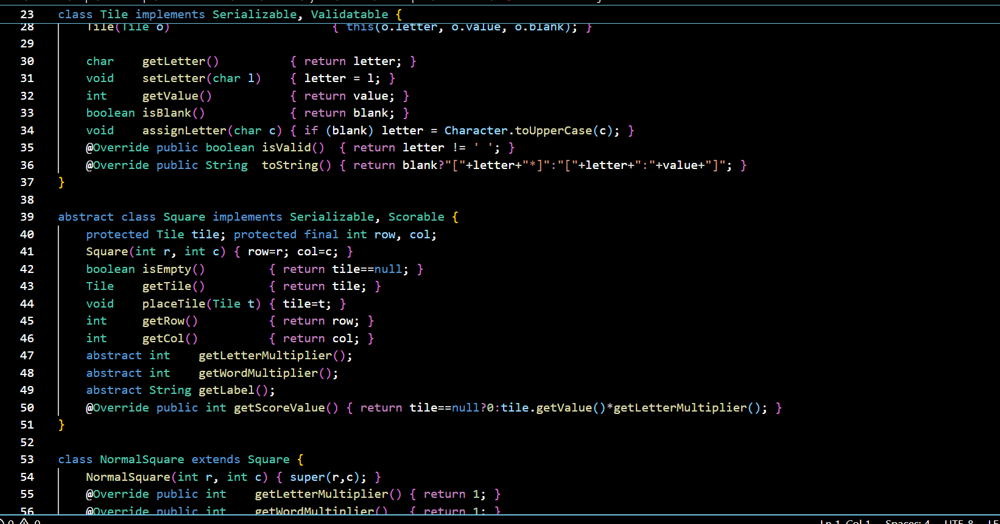 23 class Tile implements Serializable, Validatable {
28 Tile(Tile o) { this(o.letter, o.value, o.blank); }
29
30 char getLetter() { return letter; }
31 void setLetter(char l) { letter = l; }
32 int getValue() { return value; }
33 boolean isBlank() { return blank; }
34 void assignLetter(char c) { if (blank) letter = Character.toUpperCase(c); }
35 @Override public boolean isValid() { return letter != ' '; }
36 @Override public String toString() { return blank?"["+letter+"*]":"["+letter+":"+value+"]"; }
37 }
38
39 abstract class Square implements Serializable, Scorable {
40 protected Tile tile; protected final int row, col;
41 Square(int r, int c) { row=r; col=c; }
42 boolean isEmpty() { return tile==null; }
43 Tile getTile() { return tile; }
44 void placeTile(Tile t) { tile=t; }
45 int getRow() { return row; }
46 int getCol() { return col; }
47 abstract int getLetterMultiplier();
48 abstract int getWordMultiplier();
49 abstract String getLabel();
50 @Override public int getScoreValue() { return tile==null?0:tile.getValue()*getLetterMultiplier(); }
51 }
52
53 class NormalSquare extends Square {
54 NormalSquare(int r, int c) { super(r,c); }
55 @Override public int getLetterMultiplier() { return 1; }
56 @Override public int getWordMultiplier() { return 1; }
0 0 Ln 1, Col 1 Spaces: 4 UTF-8 LF